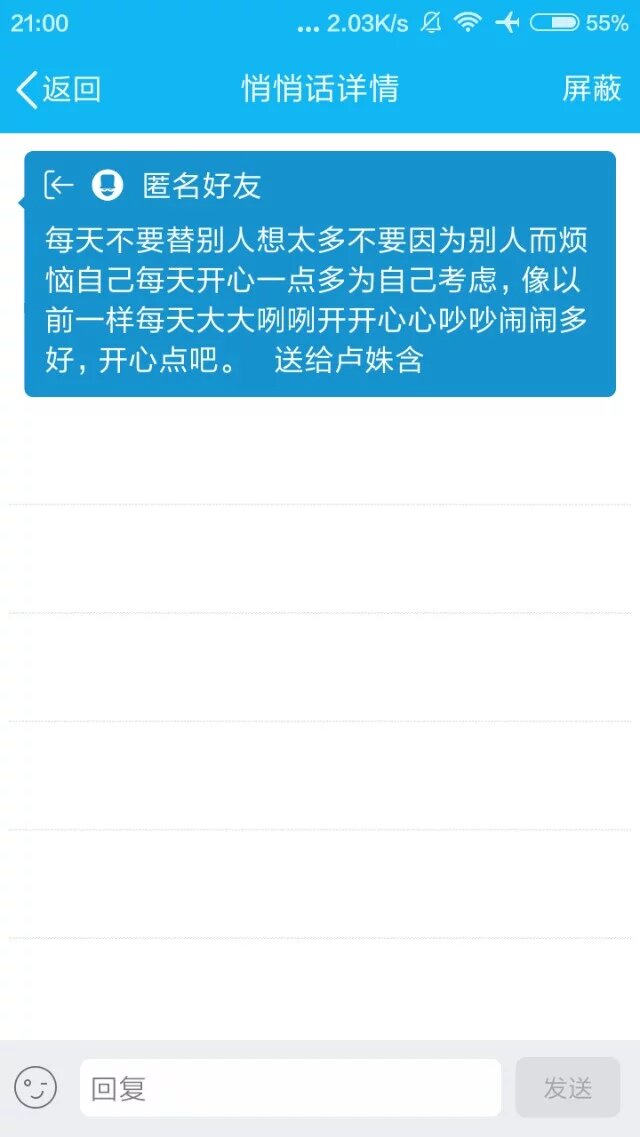 21:00 ... 2.03K/s 55%
返回 悄悄话详情 屏蔽
匿名好友
每天不要替别人想太多不要因为别人而烦
恼自己每天开心一点多为自己考虑，像以
前一样每天大大咧咧开开心心吵吵闹闹多
好，开心点吧。 送给卢姝含
回复 发送